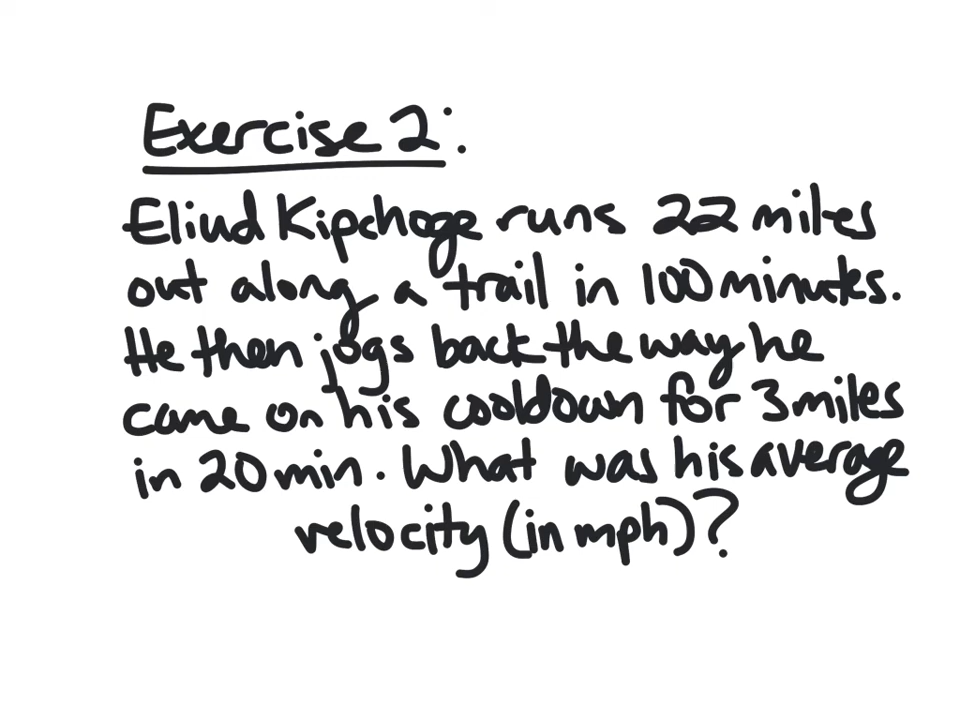 Exercise 2:
Eliud Kipchoge runs 22 miles
out along a trail in 100 minutes.
He then jogs back the way he
came on his cooldown for 3 miles
in 20 min. What was his average
velocity (in mph)?